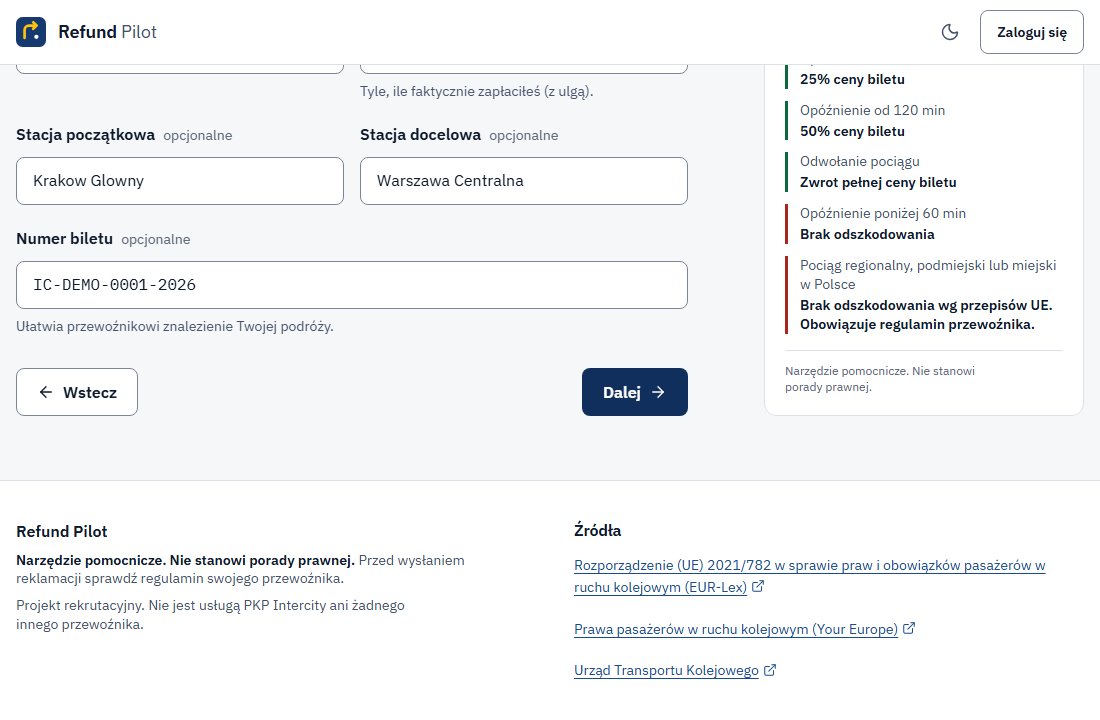 Refund Pilot
Zaloguj się
Tyle, ile faktycznie zapłaciłeś (z ulgą).
Stacja początkowa opcjonalne
Stacja docelowa opcjonalne
Krakow Glowny
Warszawa Centralna
Numer biletu opcjonalne
IC-DEMO-0001-2026
Ułatwia przewoźnikowi znalezienie Twojej podróży.
Wstecz
Dalej
25% ceny biletu
Opóźnienie od 120 min
50% ceny biletu
Odwołanie pociągu
Zwrot pełnej ceny biletu
Opóźnienie poniżej 60 min
Brak odszkodowania
Pociąg regionalny, podmiejski lub miejski
w Polsce
Brak odszkodowania wg przepisów UE.
Obowiązuje regulamin przewoźnika.
Narzędzie pomocnicze. Nie stanowi
porady prawnej.
Refund Pilot
Narzędzie pomocnicze. Nie stanowi porady prawnej. Przed wysłaniem
reklamacji sprawdź regulamin swojego przewoźnika.
Projekt rekrutacyjny. Nie jest usługą PKP Intercity ani żadnego
innego przewoźnika.
Źródła
Rozporządzenie (UE) 2021/782 w sprawie praw i obowiązków pasażerów w
ruchu kolejowym (EUR-Lex)
Prawa pasażerów w ruchu kolejowym (Your Europe)
Urząd Transportu Kolejowego